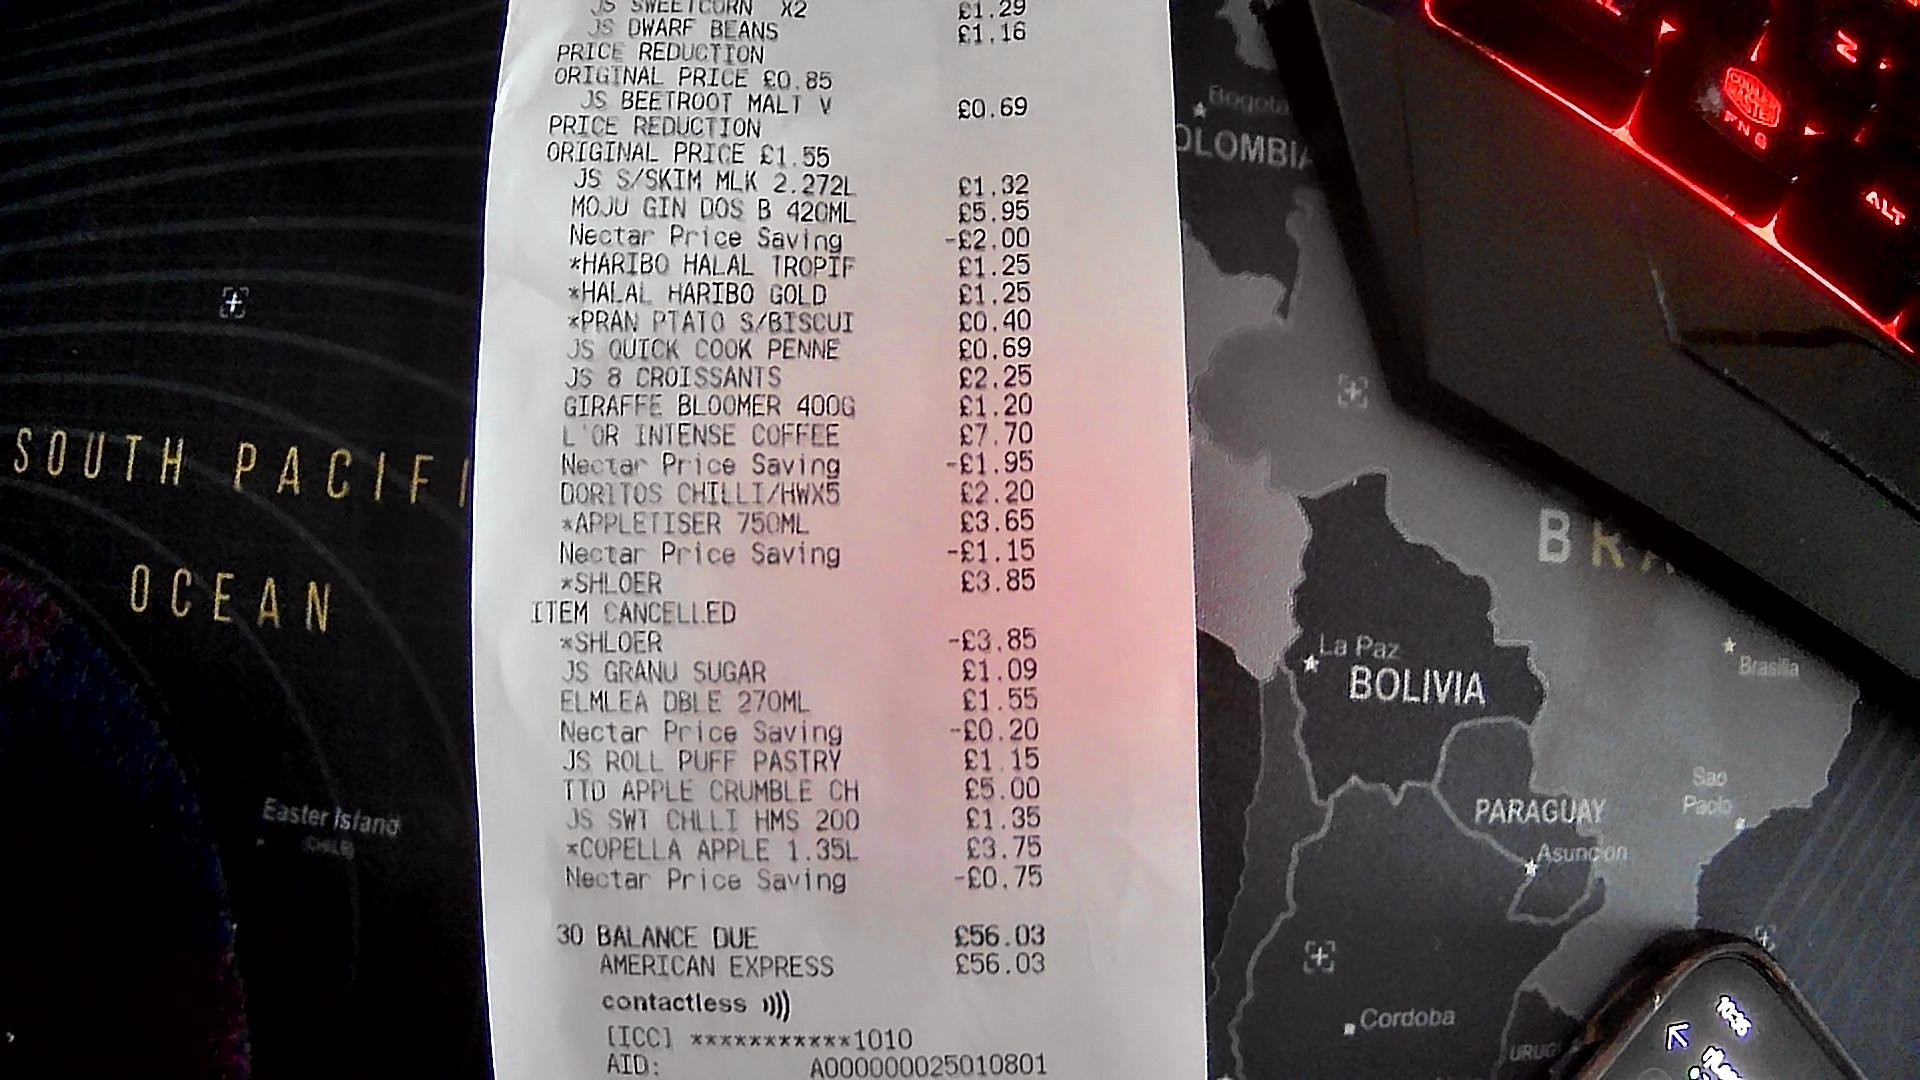 JS SWEETCORN X2 £1.29
JS DWARF BEANS £1.16
PRICE REDUCTION
ORIGINAL PRICE £0.85
JS BEETROOT MALT V £0.69
PRICE REDUCTION
ORIGINAL PRICE £1.55
JS S/SKIM MLK 2.272L £1.32
MOJU GIN DOS B 420ML £5.95
Nectar Price Saving -£2.00
*HARIBO HALAL TROPIF £1.25
*HALAL HARIBO GOLD £1.25
*PRAN PTATO S/BISCUI £0.40
JS QUICK COOK PENNE £0.69
JS 8 CROISSANTS £2.25
GIRAFFE BLOOMER 400G £1.20
L'OR INTENSE COFFEE £7.70
Nectar Price Saving -£1.95
DORITOS CHILLI/HWX5 £2.20
*APPLETISER 750ML £3.65
Nectar Price Saving -£1.15
*SHLOER £3.85
ITEM CANCELLED
*SHLOER -£3.85
JS GRANU SUGAR £1.09
ELMLEA DBLE 270ML £1.55
Nectar Price Saving -£0.20
JS ROLL PUFF PASTRY £1.15
TTD APPLE CRUMBLE CH £5.00
JS SWT CHLLI HMS 200 £1.35
*COPELLA APPLE 1.35L £3.75
Nectar Price Saving -£0.75
30 BALANCE DUE £56.03
AMERICAN EXPRESS £56.03
contactless
[ICC] ***********1010
AID: A000000025010801
SOUTH PACIFI
OCEAN
Easter Island
(CHILE)
Bogota
OLOMBIA
BRA
La Paz
BOLIVIA
Brasilia
Sao
Paolo
PARAGUAY
Asuncion
Cordoba
URUG
Z
COOLER
MASTER
FN
ALT